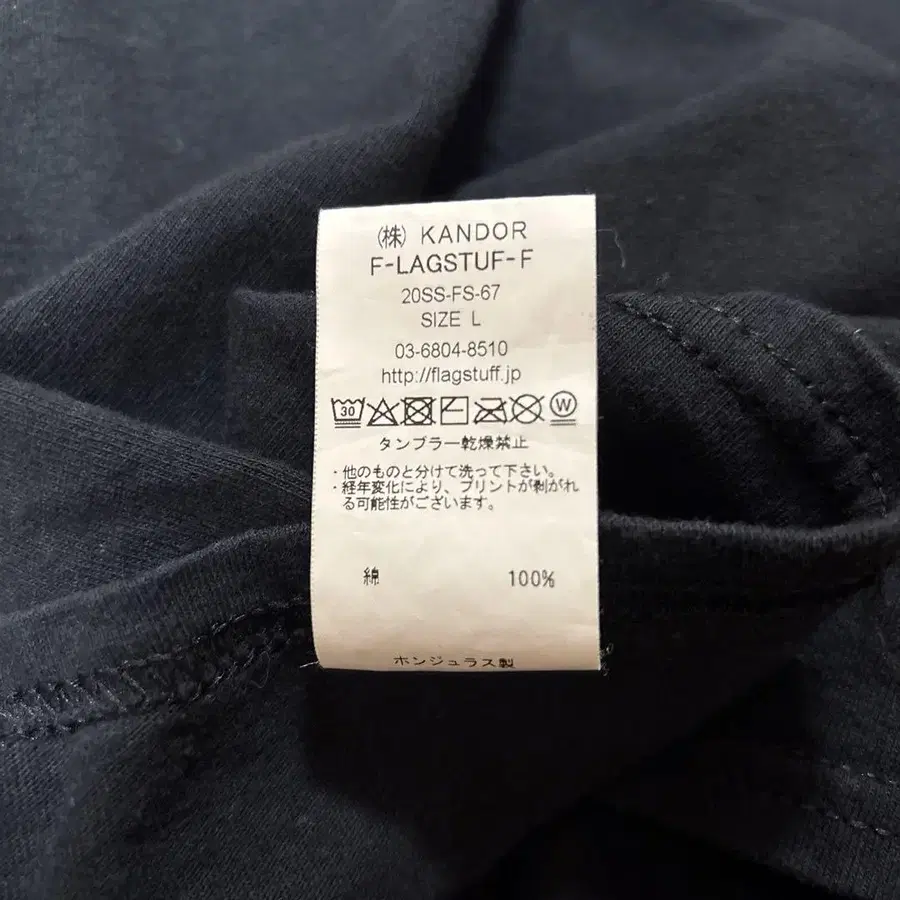 (株) KANDOR
F-LAGSTUF-F
20SS-FS-67
SIZE L
03-6804-8510
http://flagstuff.jp
30 W
タンブラー乾燥禁止
・他のものと分けて洗って下さい。
・経年変化により、プリントが剥がれ
る可能性がございます。
綿 100%
ホンジュラス製